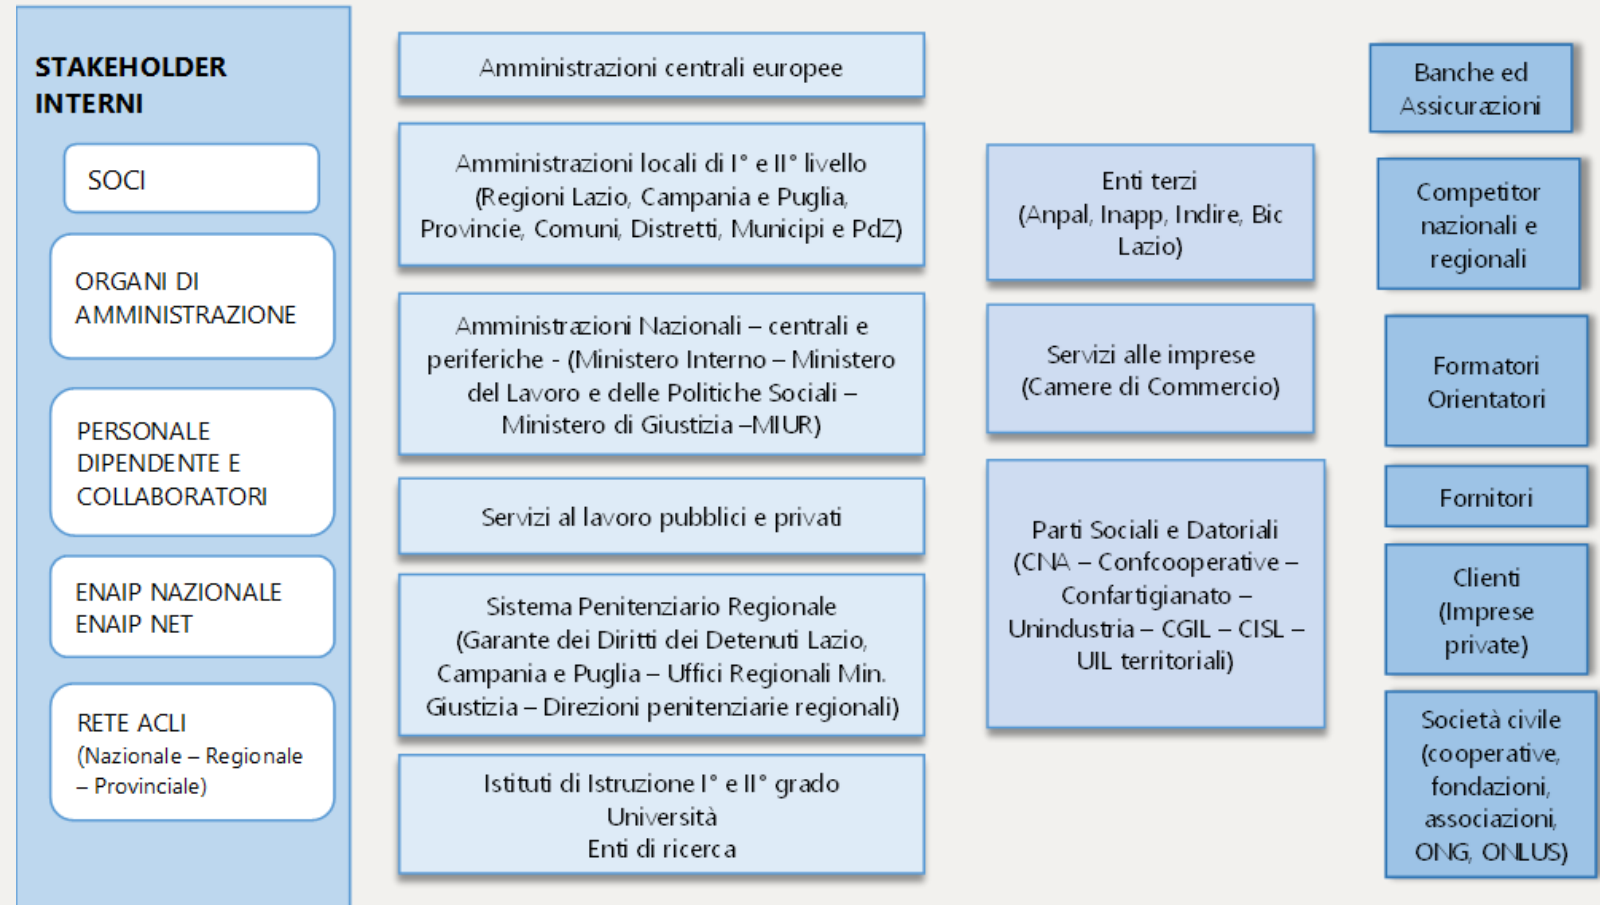 STAKEHOLDER
INTERNI
SOCI
ORGANI DI
AMMINISTRAZIONE
PERSONALE
DIPENDENTE E
COLLABORATORI
ENAIP NAZIONALE
ENAIP NET
RETE ACLI
(Nazionale – Regionale
– Provinciale)
Amministrazioni centrali europee
Amministrazioni locali di I° e II° livello
(Regioni Lazio, Campania e Puglia,
Provincie, Comuni, Distretti, Municipi e PdZ)
Amministrazioni Nazionali – centrali e
periferiche - (Ministero Interno – Ministero
del Lavoro e delle Politiche Sociali –
Ministero di Giustizia –MIUR)
Servizi al lavoro pubblici e privati
Sistema Penitenziario Regionale
(Garante dei Diritti dei Detenuti Lazio,
Campania e Puglia – Uffici Regionali Min.
Giustizia – Direzioni penitenziarie regionali)
Istituti di Istruzione I° e II° grado
Università
Enti di ricerca
Enti terzi
(Anpal, Inapp, Indire, Bic
Lazio)
Servizi alle imprese
(Camere di Commercio)
Parti Sociali e Datoriali
(CNA – Confcooperative –
Confartigianato –
Unindustria – CGIL – CISL –
UIL territoriali)
Banche ed
Assicurazioni
Competitor
nazionali e
regionali
Formatori
Orientatori
Fornitori
Clienti
(Imprese
private)
Società civile
(cooperative,
fondazioni,
associazioni,
ONG, ONLUS)